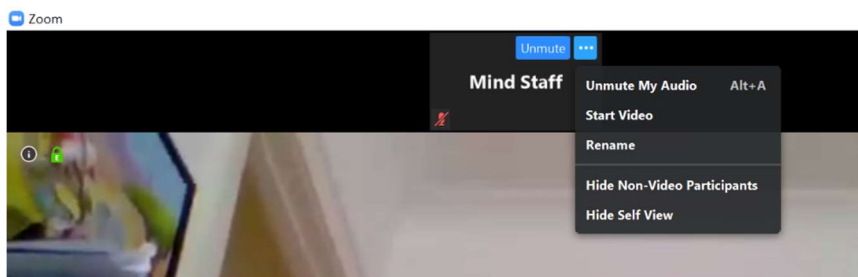 Zoom
Unmute
Mind Staff
Unmute My Audio Alt+A
Start Video
Rename
Hide Non-Video Participants
Hide Self View